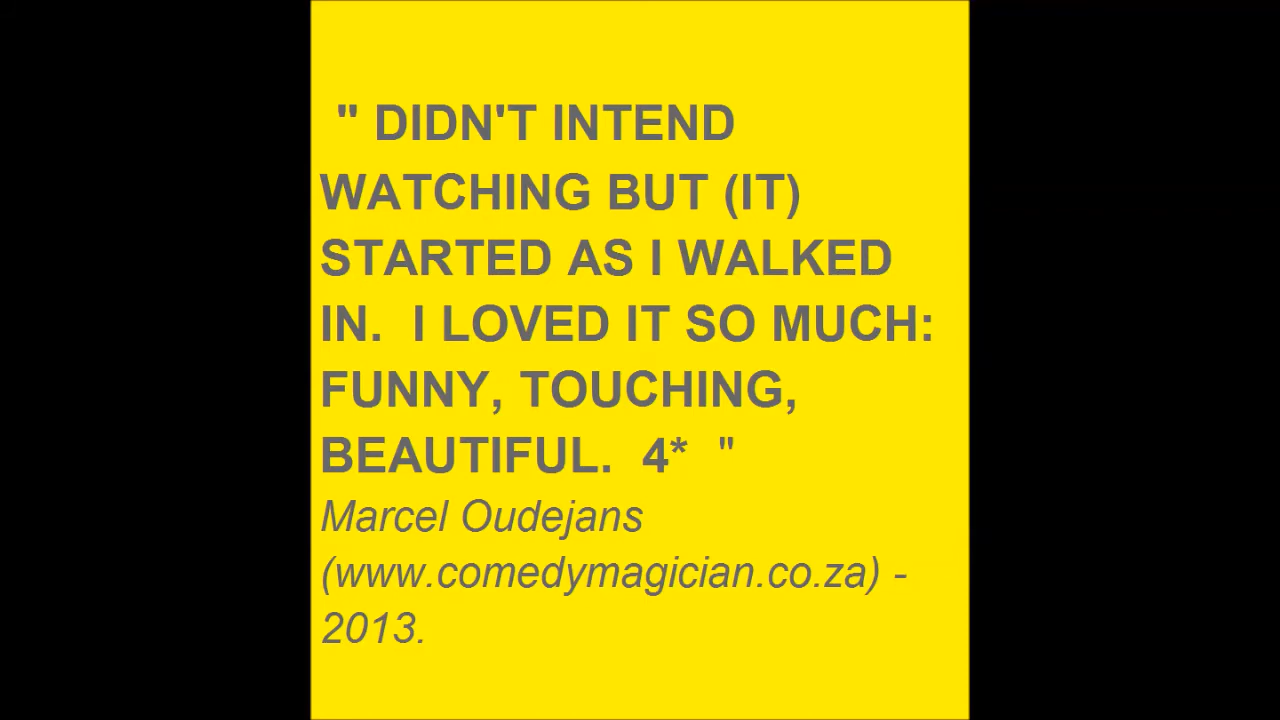 " DIDN'T INTEND
WATCHING BUT (IT)
STARTED AS I WALKED
IN.  I LOVED IT SO MUCH:
FUNNY, TOUCHING,
BEAUTIFUL.  4*  "
Marcel Oudejans
(www.comedymagician.co.za) -
2013.